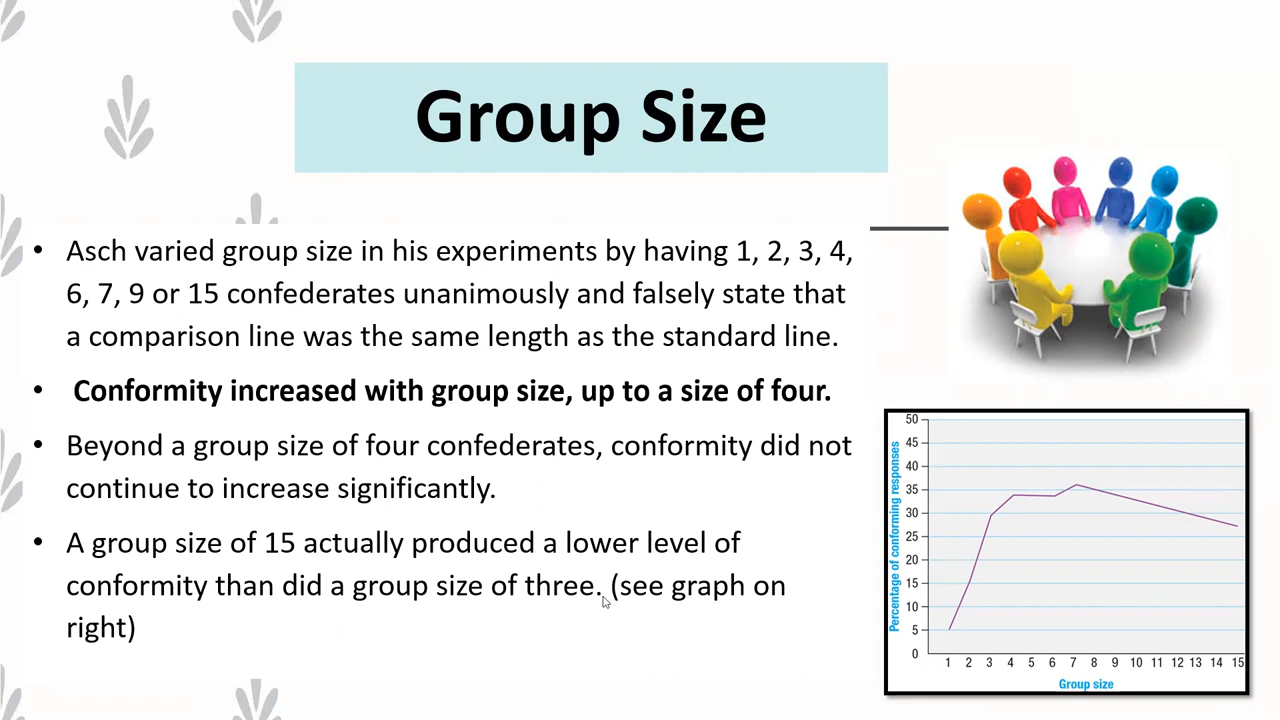 Group Size
• Asch varied group size in his experiments by having 1, 2, 3, 4,
6, 7, 9 or 15 confederates unanimously and falsely state that
a comparison line was the same length as the standard line.
• Conformity increased with group size, up to a size of four.
• Beyond a group size of four confederates, conformity did not
continue to increase significantly.
• A group size of 15 actually produced a lower level of
conformity than did a group size of three. (see graph on
right)
Percentage of conforming responses
50
45
40
35
30
25
20
15
10
5
0
1 2 3 4 5 6 7 8 9 10 11 12 13 14 15
Group size